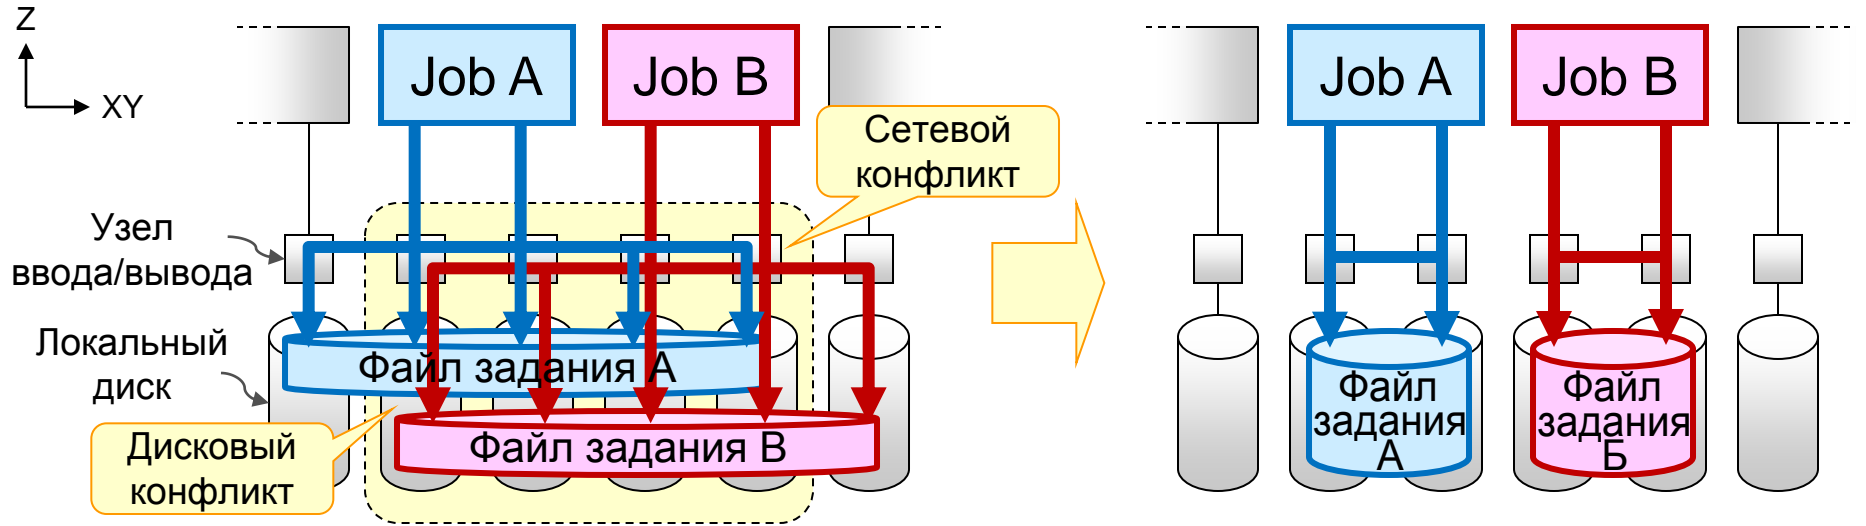 Z
XY
Job A
Job B
Сетевой
конфликт
Узел
ввода/вывода
Локальный
диск
Файл задания А
Файл задания В
Дисковый
конфликт
Job A
Job B
Файл
задания
А
Файл
задания
Б